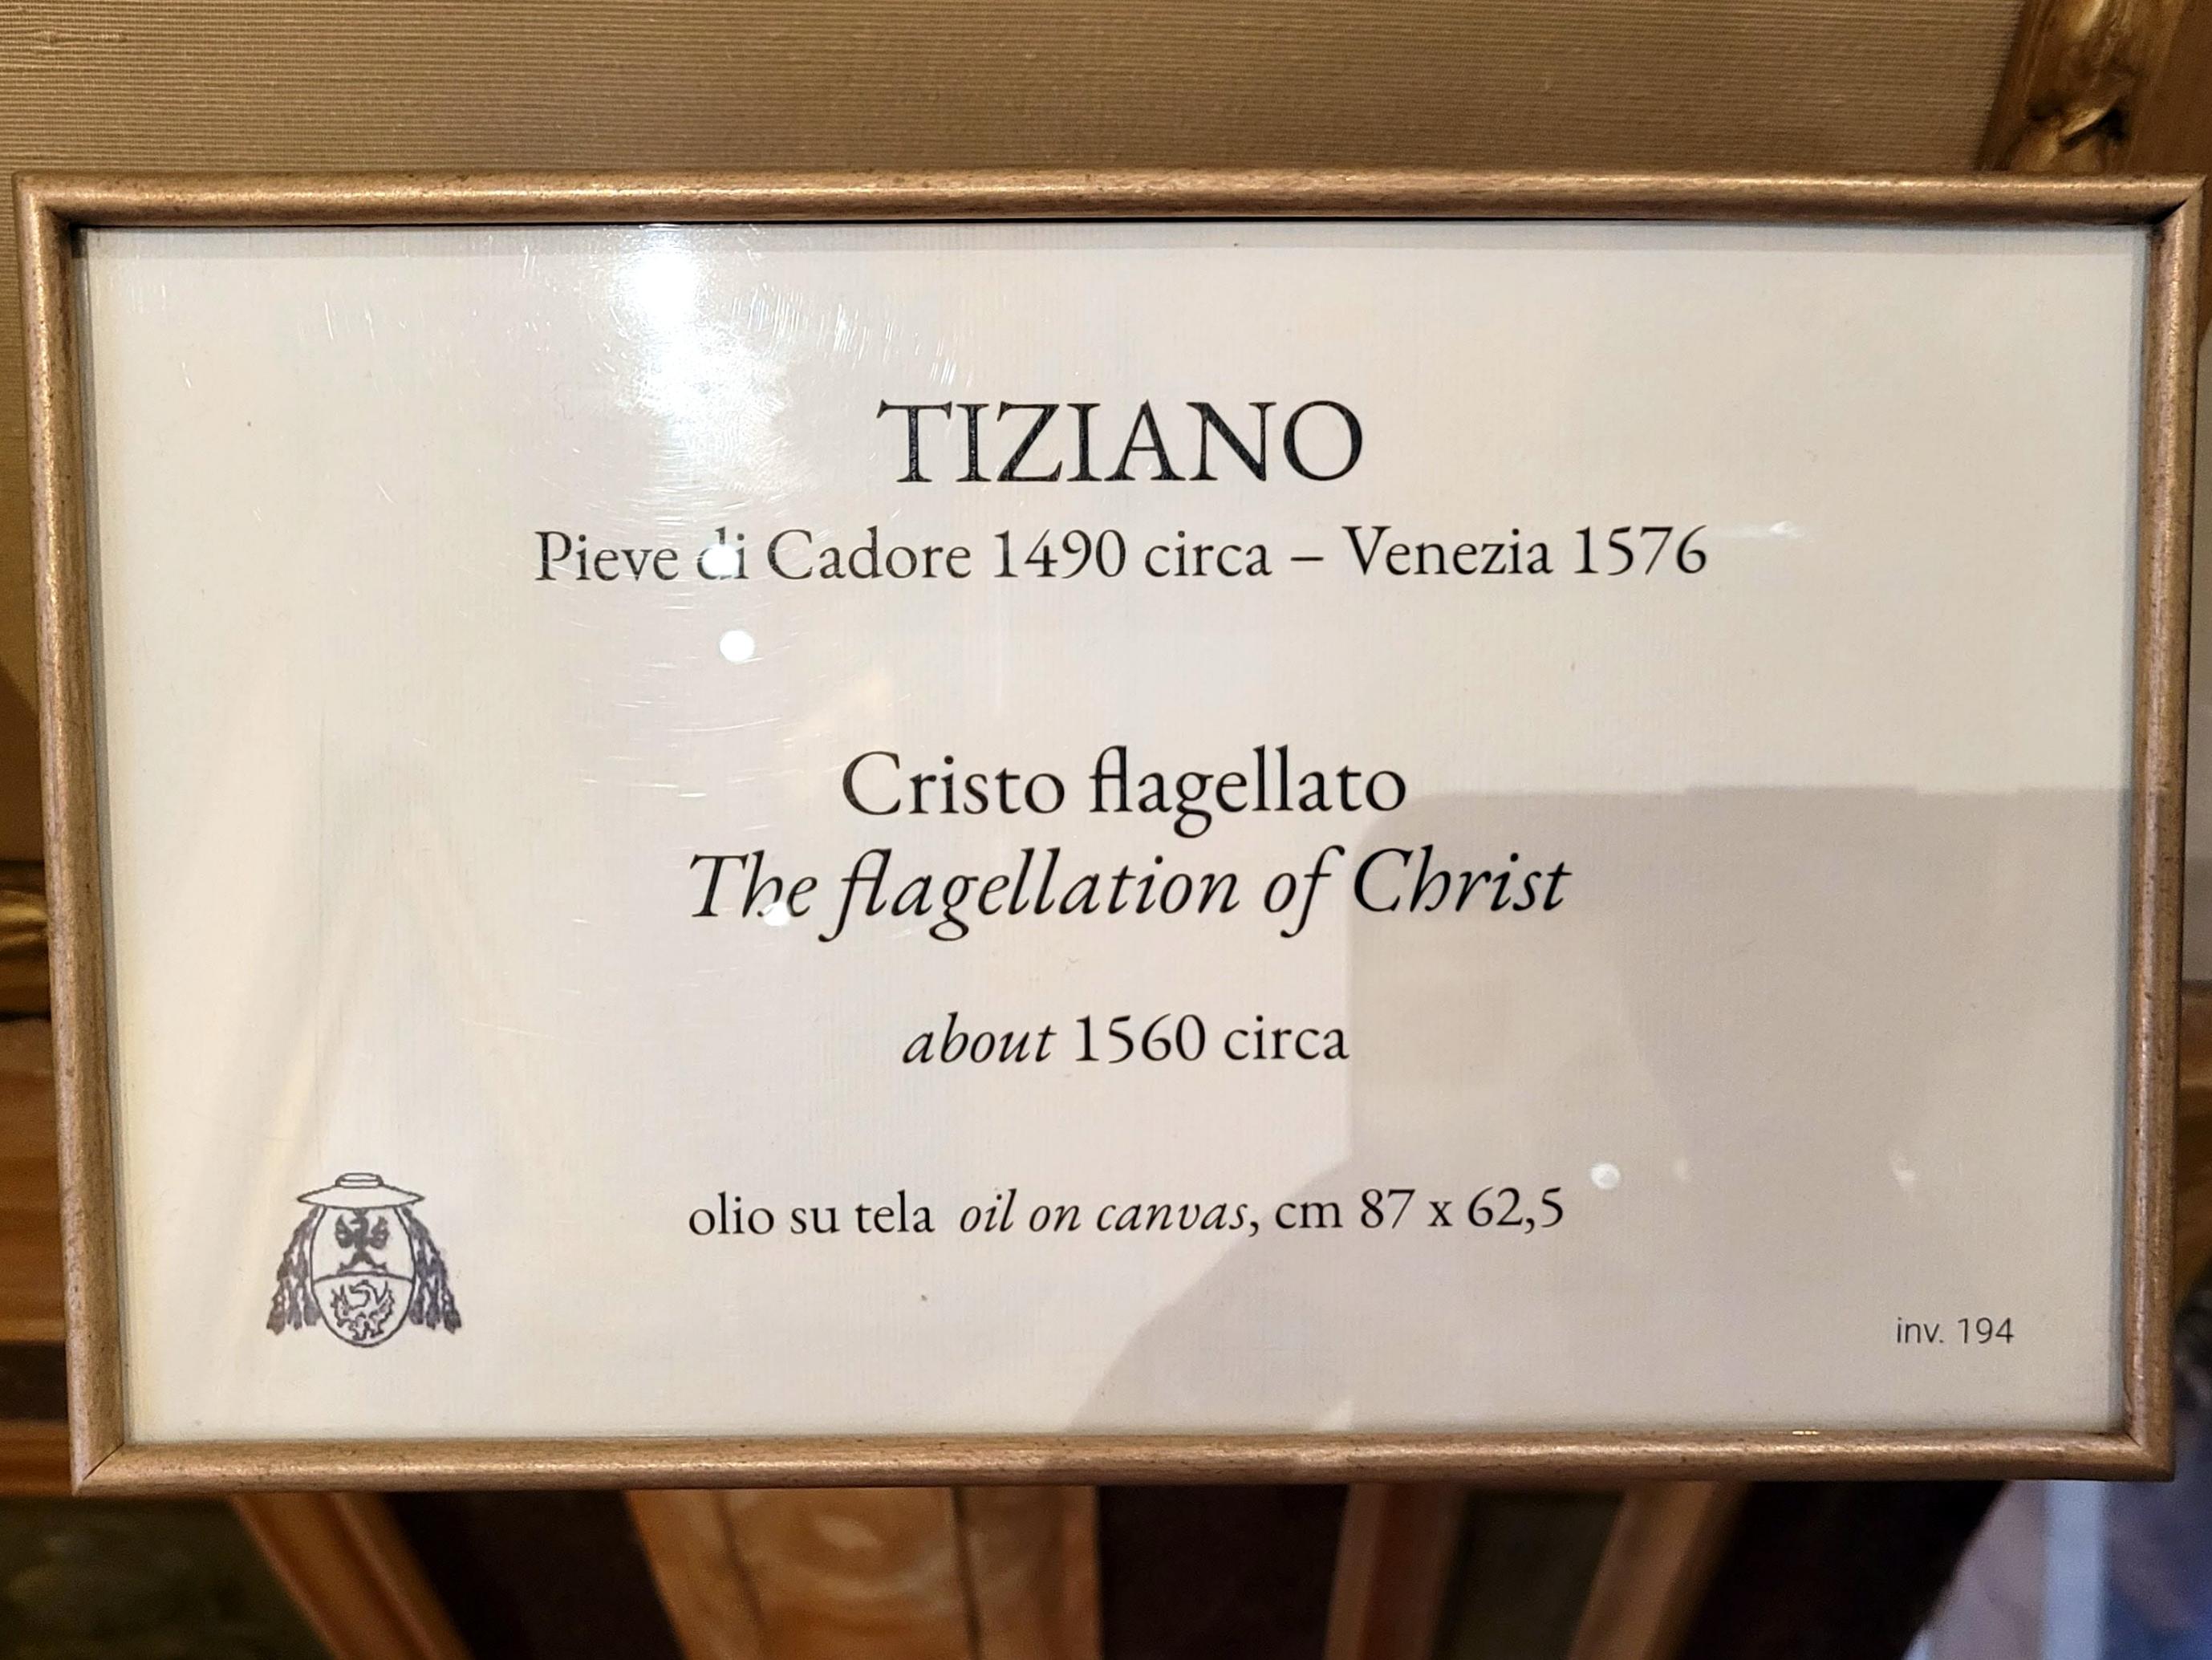 TIZIANO
Pieve di Cadore 1490 circa – Venezia 1576
Cristo flagellato
The flagellation of Christ
about 1560 circa
olio su tela oil on canvas, cm 87 x 62,5
inv. 194